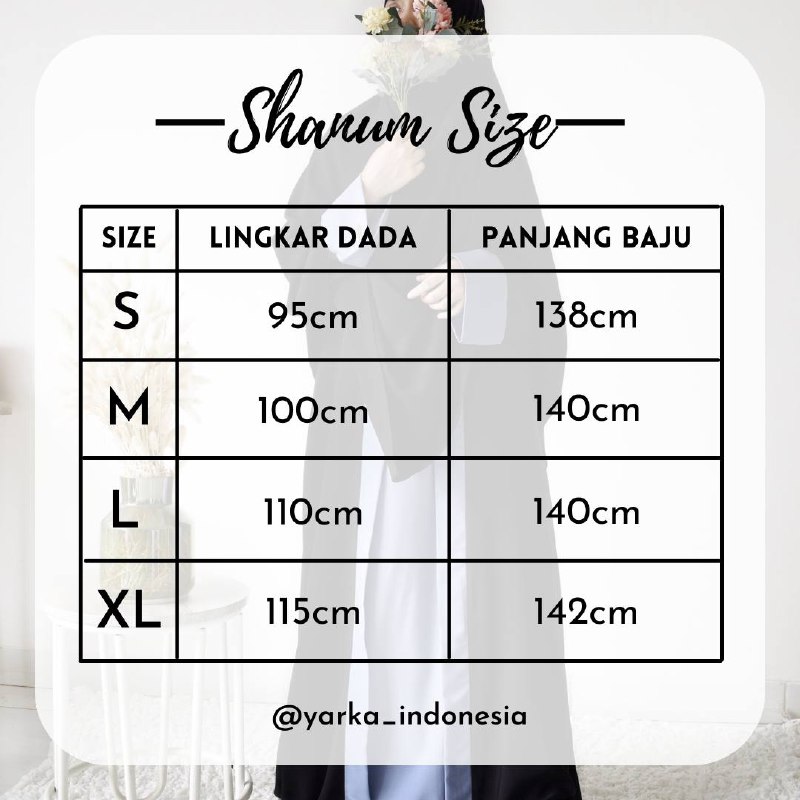 Shanum Size
SIZE LINGKAR DADA PANJANG BAJU
S 95cm 138cm
M 100cm 140cm
L 110cm 140cm
XL 115cm 142cm
@yarka_indonesia